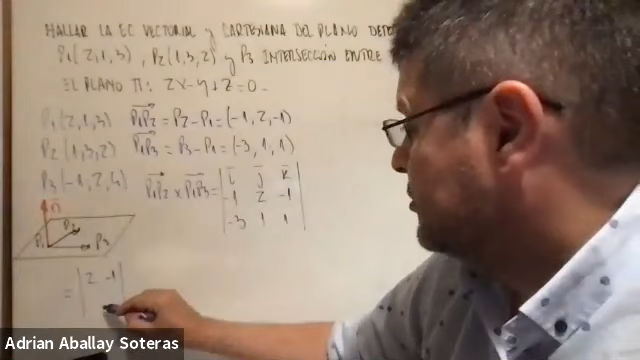 HALLAR LA EC VECTORIAL y CARTESIANA DEL PLANO DETE
P1(2,1,3), P2(1,3,2) y P3 INTERSECCIÓN ENTRE
EL PLANO Π: 2X-y+Z=0-
P1(2,1,3) P1P2 = P2-P1 = (-1,2,-1)
P2(1,3,2) P1P3 = P3-P1 = (-3,1,1)
P3(-1,2,4) P1P2 x P1P3 = | i j k
-1 2 -1
-3 1 1 |
n
P1 P2 P3
= | 2 -1 |
Adrian Aballay Soteras